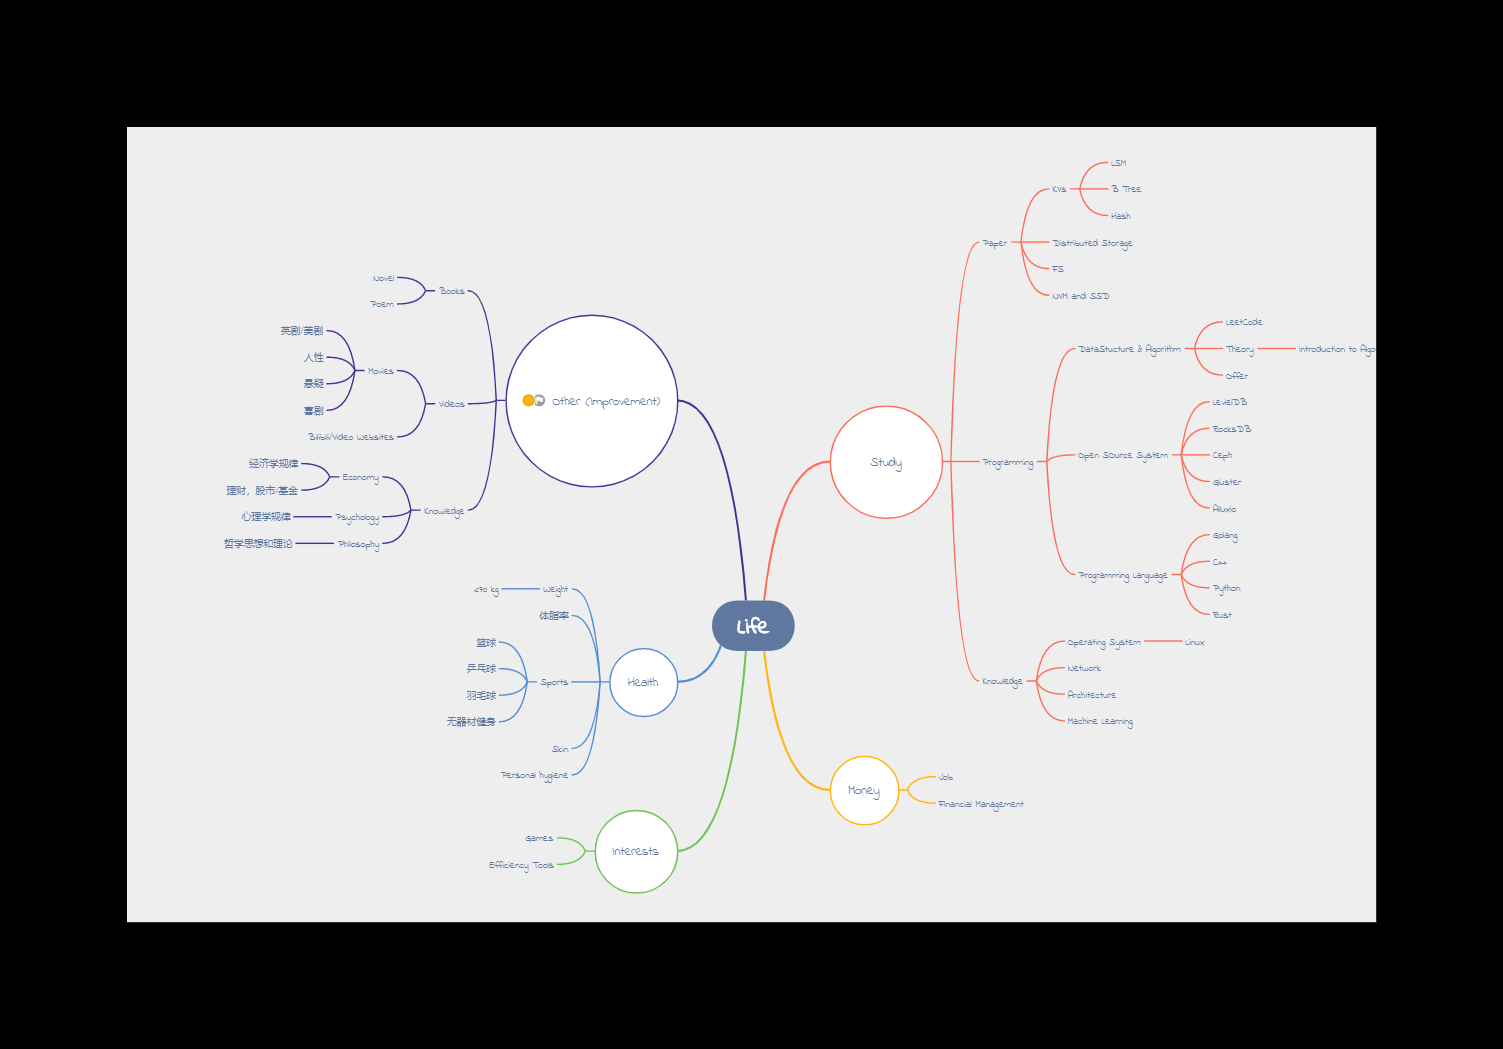 Life
Study
Paper
KVs
LSM
B Tree
Hash
Distributed Storage
FS
NVM and SSD
Programming
DataStucture & Algorithm
LeetCode
Theory
Introduction to Algo
Offer
Open SOurce System
LevelDB
RocksDB
Ceph
Gluster
Alluxio
Programming Language
Golang
C++
Python
Rust
Knowledge
Operating System
Linux
Network
Architecture
Machine Learning
Money
Job
Financial Management
Other (Improvement)
Books
Novel
Poem
Videos
Movies
英剧/美剧
人性
悬疑
喜剧
Bilibili/Video Websites
Knowledge
Economy
经济学规律
理财，股市/基金
Psychology
心理学规律
Philosophy
哲学思想和理论
Health
Weight
<70 kg
体脂率
Sports
篮球
乒乓球
羽毛球
无器材健身
Skin
Personal hygiene
Interests
Games
Efficiency Tools